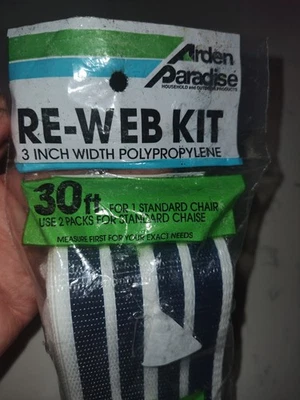 Arden
Paradise
HOUSEHOLD and OUTDOOR PRODUCTS
RE-WEB KIT
3 INCH WIDTH POLYPROPYLENE
30ft. FOR 1 STANDARD CHAIR
USE 2 PACKS FOR STANDARD CHAISE
MEASURE FIRST FOR YOUR EXACT NEEDS